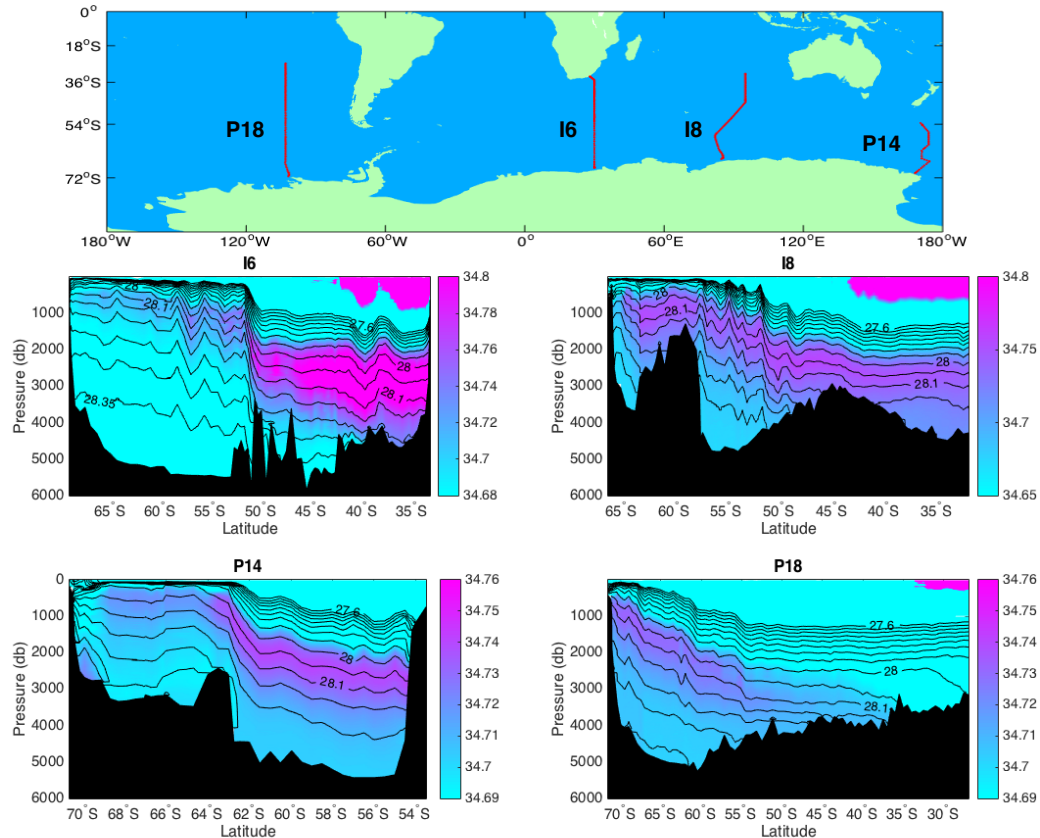 0°
18°S
36°S
54°S
72°S
P18
I6
I8
P14
180°W
120°W
60°W
0°
60°E
120°E
180°W
I6
1000
2000
3000
4000
5000
6000
Pressure (db)
28
28.1
27.6
28
28.1
28.35
65°S
60°S
55°S
50°S
45°S
40°S
35°S
Latitude
34.8
34.78
34.76
34.74
34.72
34.7
34.68
I8
1000
2000
3000
4000
5000
6000
Pressure (db)
28
28.1
27.6
28
28.1
65°S
60°S
55°S
50°S
45°S
40°S
35°S
Latitude
34.8
34.75
34.7
34.65
P14
0
1000
2000
3000
4000
5000
6000
Pressure (db)
27.6
28
28.1
70°S
68°S
66°S
64°S
62°S
60°S
58°S
56°S
54°S
Latitude
34.76
34.75
34.74
34.73
34.72
34.71
34.7
34.69
P18
0
1000
2000
3000
4000
5000
6000
Pressure (db)
27.6
28
28.1
70°S
65°S
60°S
55°S
50°S
45°S
40°S
35°S
30°S
Latitude
34.76
34.75
34.74
34.73
34.72
34.71
34.7
34.69